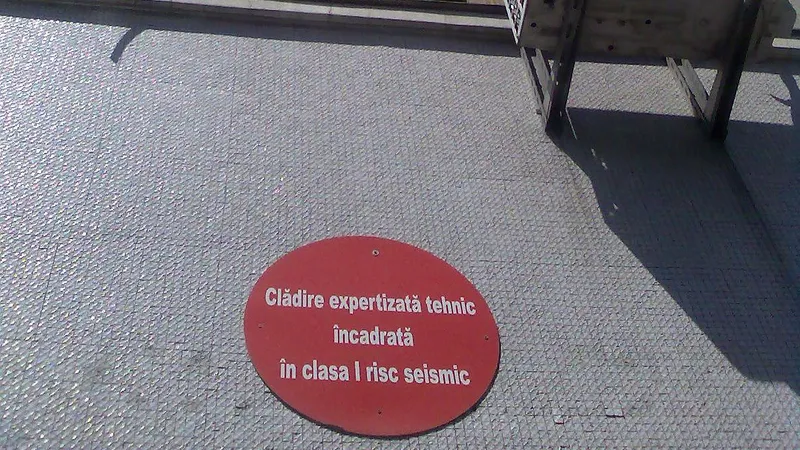 Clădire expertizată tehnic
încadrată
în clasa I risc seismic